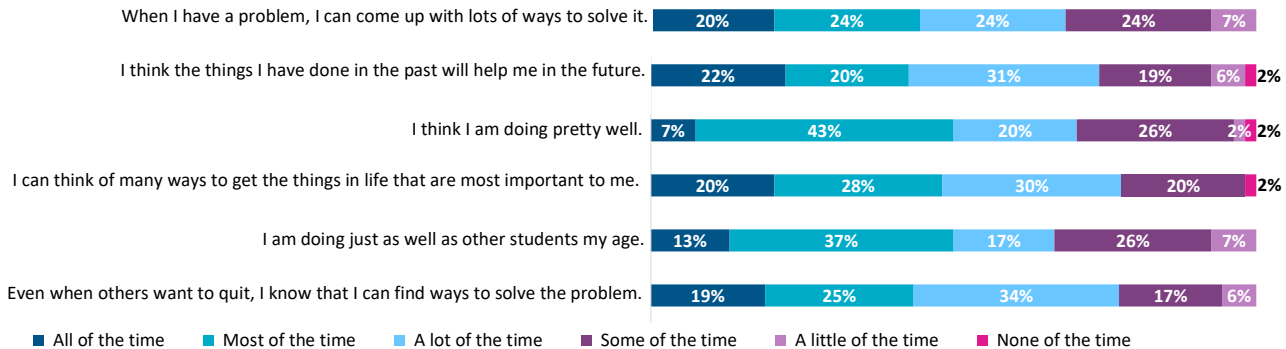 When I have a problem, I can come up with lots of ways to solve it. 20% 24% 24% 24% 7%
I think the things I have done in the past will help me in the future. 22% 20% 31% 19% 6% 2%
I think I am doing pretty well. 7% 43% 20% 26% 2% 2%
I can think of many ways to get the things in life that are most important to me. 20% 28% 30% 20% 2%
I am doing just as well as other students my age. 13% 37% 17% 26% 7%
Even when others want to quit, I know that I can find ways to solve the problem. 19% 25% 34% 17% 6%
All of the time Most of the time A lot of the time Some of the time A little of the time None of the time